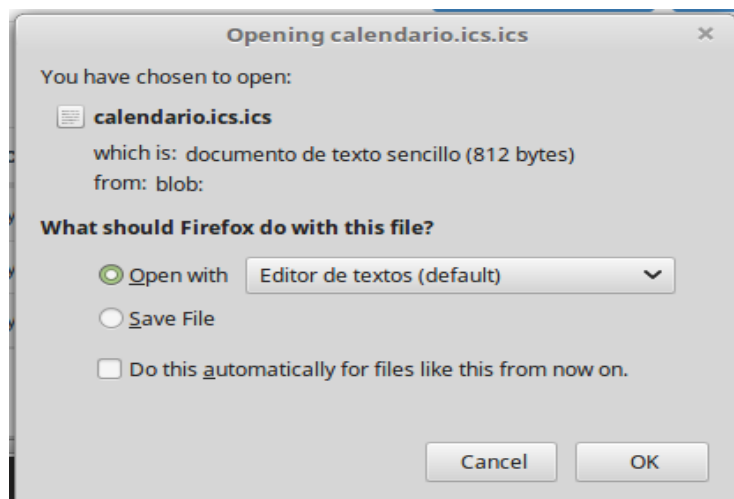 Opening calendario.ics.ics
You have chosen to open:
calendario.ics.ics
which is: documento de texto sencillo (812 bytes)
from: blob:
What should Firefox do with this file?
Open with Editor de textos (default)
Save File
Do this automatically for files like this from now on.
Cancel OK